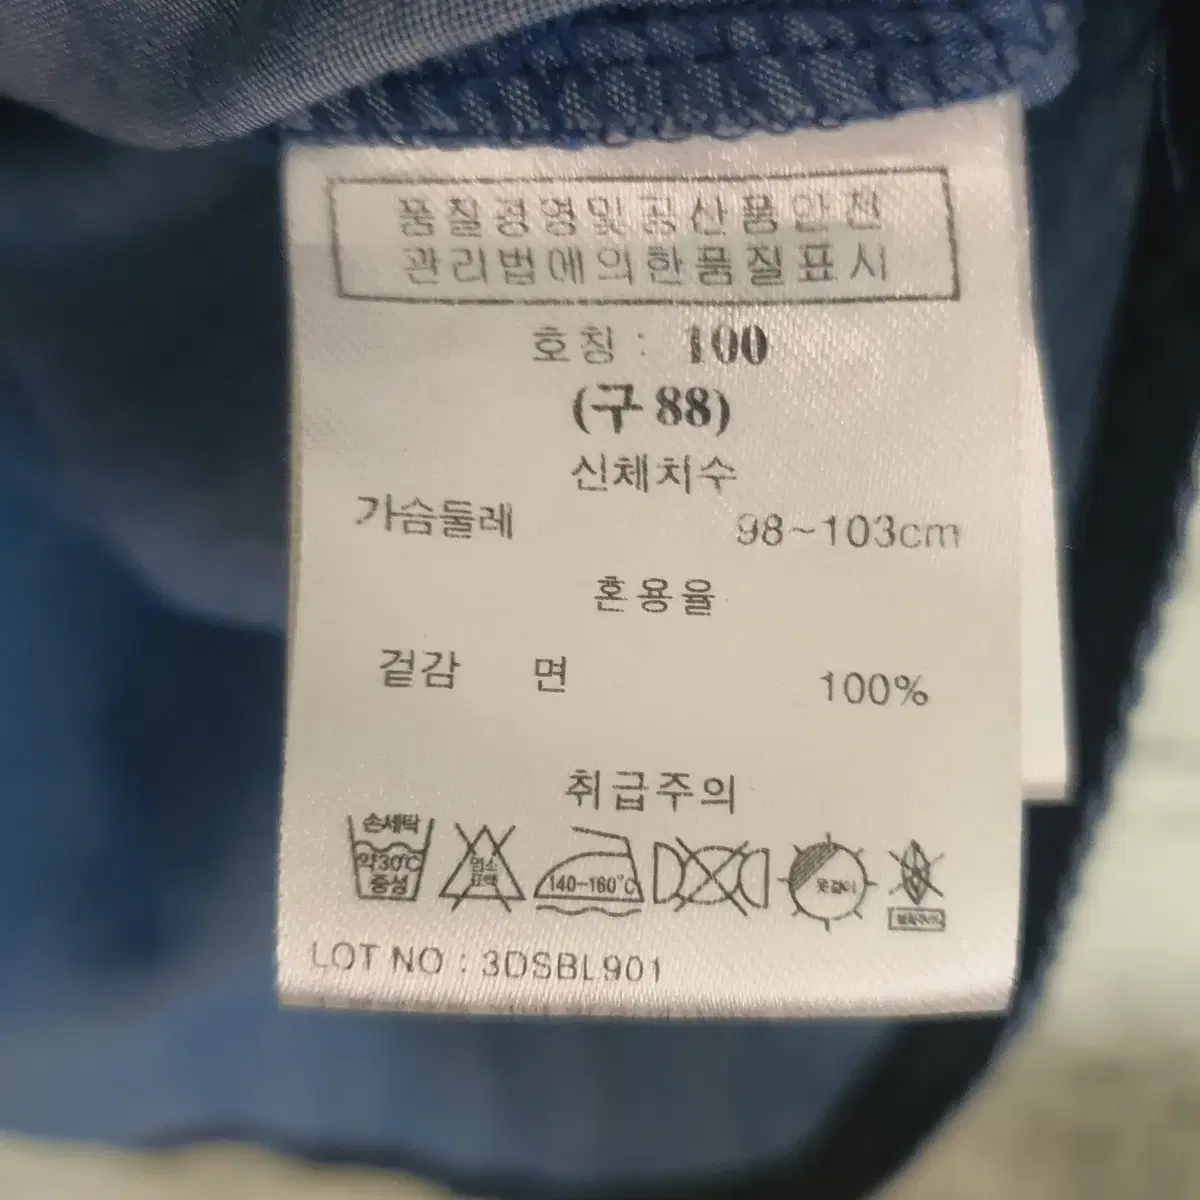 품질경영및공산품안전
관리법에의한품질표시
호칭 : 100
(구 88)
신체치수
가슴둘레 98~103cm
혼용율
겉감 면 100%
취급주의
손세탁
약30℃
중성
염소
표백
140~160℃
옷걸이
LOT NO : 3DSBL901